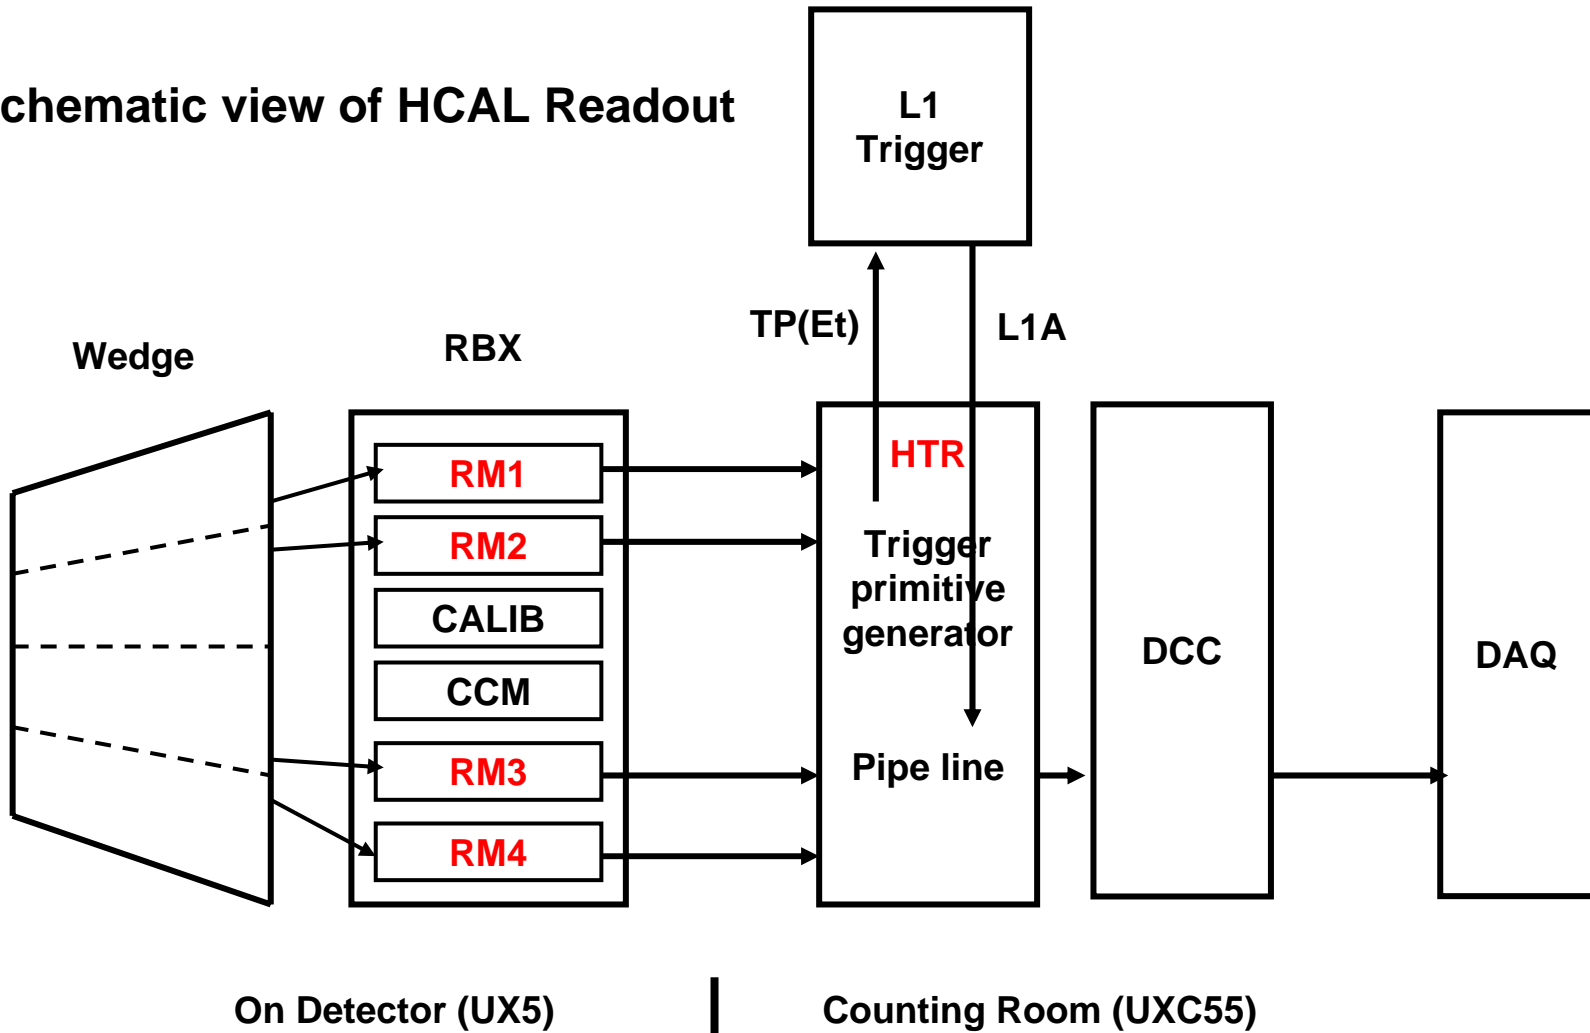 chematic view of HCAL Readout
L1
Trigger
TP(Et)
L1A
Wedge
RBX
RM1
RM2
CALIB
CCM
RM3
RM4
HTR
Trigger
primitive
generator
Pipe line
DCC
DAQ
On Detector (UX5)
Counting Room (UXC55)